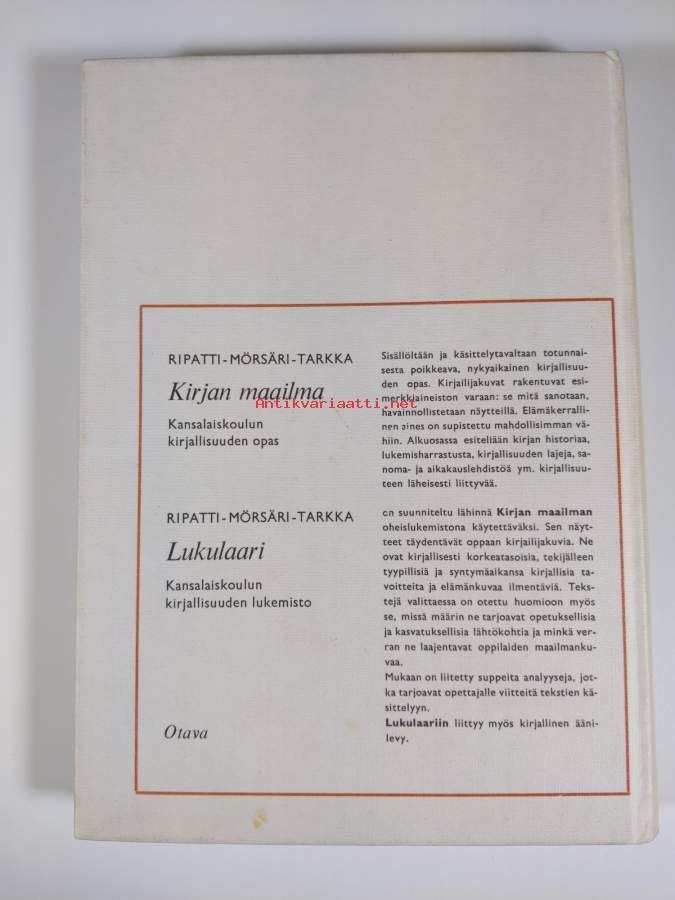 RIPATTI-MÖRSÄRI-TARKKA
Kirjan maailma
Kansalaiskoulun
kirjallisuuden opas
Sisällöltään ja käsittelytavaltaan totunnai-
sesta poikkeava, nykyaikainen kirjallisuu-
den opas. Kirjailijakuvat rakentuvat esi-
merkkiaineiston varaan: se mitä sanotaan,
havainnollistetaan näytteillä. Elämäkerralli-
nen aines on supistettu mahdollisimman vä-
hiin. Alkuosassa esitellään kirjan historiaa,
lukemisharrastusta, kirjallisuuden lajeja, sa-
noma- ja aikakauslehdistöä ym. kirjallisuu-
teen läheisesti liittyvää.
Antikvariaatti.net
RIPATTI-MÖRSÄRI-TARKKA
Lukulaari
Kansalaiskoulun
kirjallisuuden lukemisto
on suunniteltu lähinnä Kirjan maailman
oheislukemistona käytettäväksi. Sen näyt-
teet täydentävät oppaan kirjailijakuvia. Ne
ovat kirjallisesti korkeatasoisia, tekijälleen
tyypillisiä ja syntymäaikansa kirjallisia ta-
voitteita ja elämänkuvaa ilmentäviä. Teks-
tejä valittaessa on otettu huomioon myös
se, missä määrin ne tarjoavat opetuksellisia
ja kasvatuksellisia lähtökohtia ja minkä ver-
ran ne laajentavat oppilaiden maailmanku-
vaa.
Mukaan on liitetty suppeita analyyseja, jot-
ka tarjoavat opettajalle viitteitä tekstien kä-
sittelyyn.
Lukulaariin liittyy myös kirjallinen ääni-
levy.
Otava